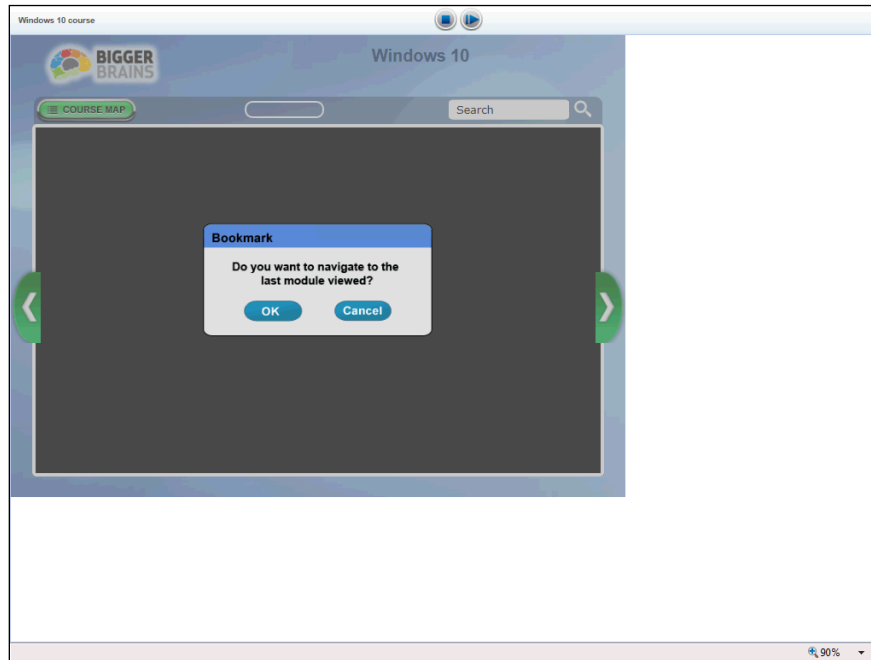 Windows 10 course
BIGGER
BRAINS
Windows 10
COURSE MAP
Search
Bookmark
Do you want to navigate to the
last module viewed?
OK
Cancel
90%